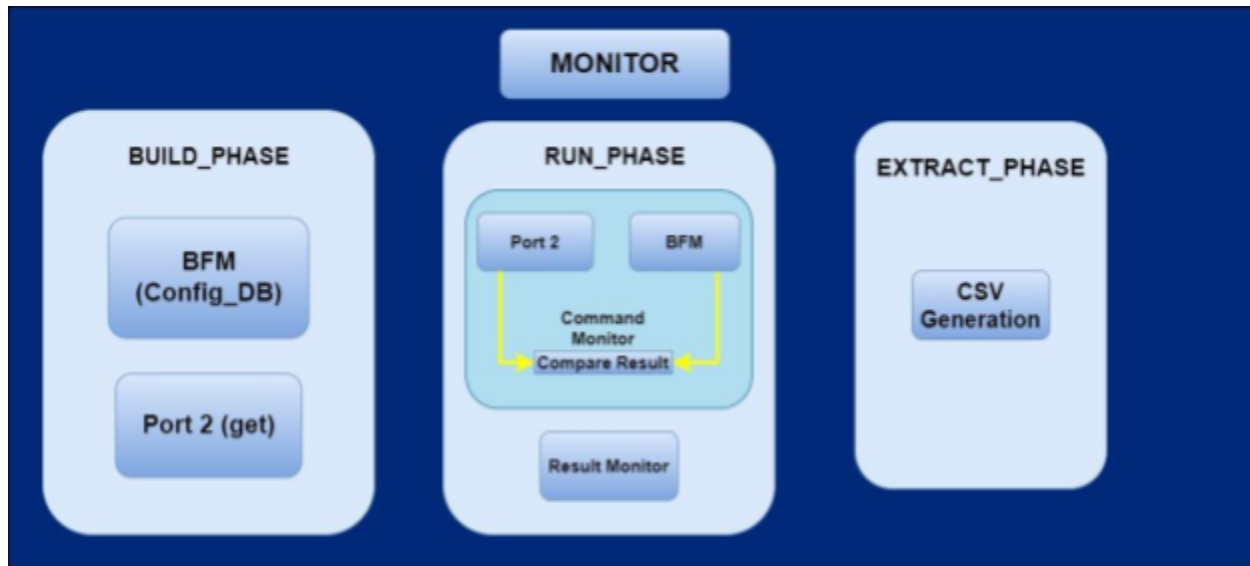 MONITOR
BUILD_PHASE
BFM
(Config_DB)
Port 2 (get)
RUN_PHASE
Port 2
BFM
Command
Monitor
Compare Result
Result Monitor
EXTRACT_PHASE
CSV
Generation